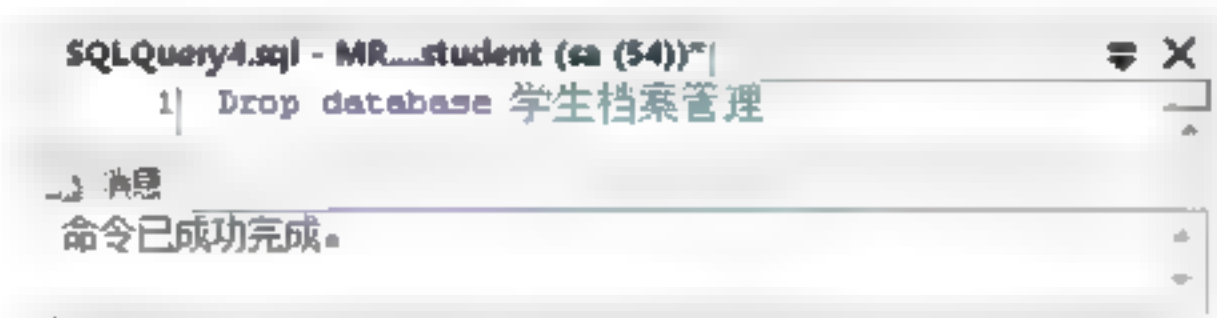 SQLQuery4.sql - MR....student (sa (54))*
1 Drop database 学生档案管理
消息
命令已成功完成。